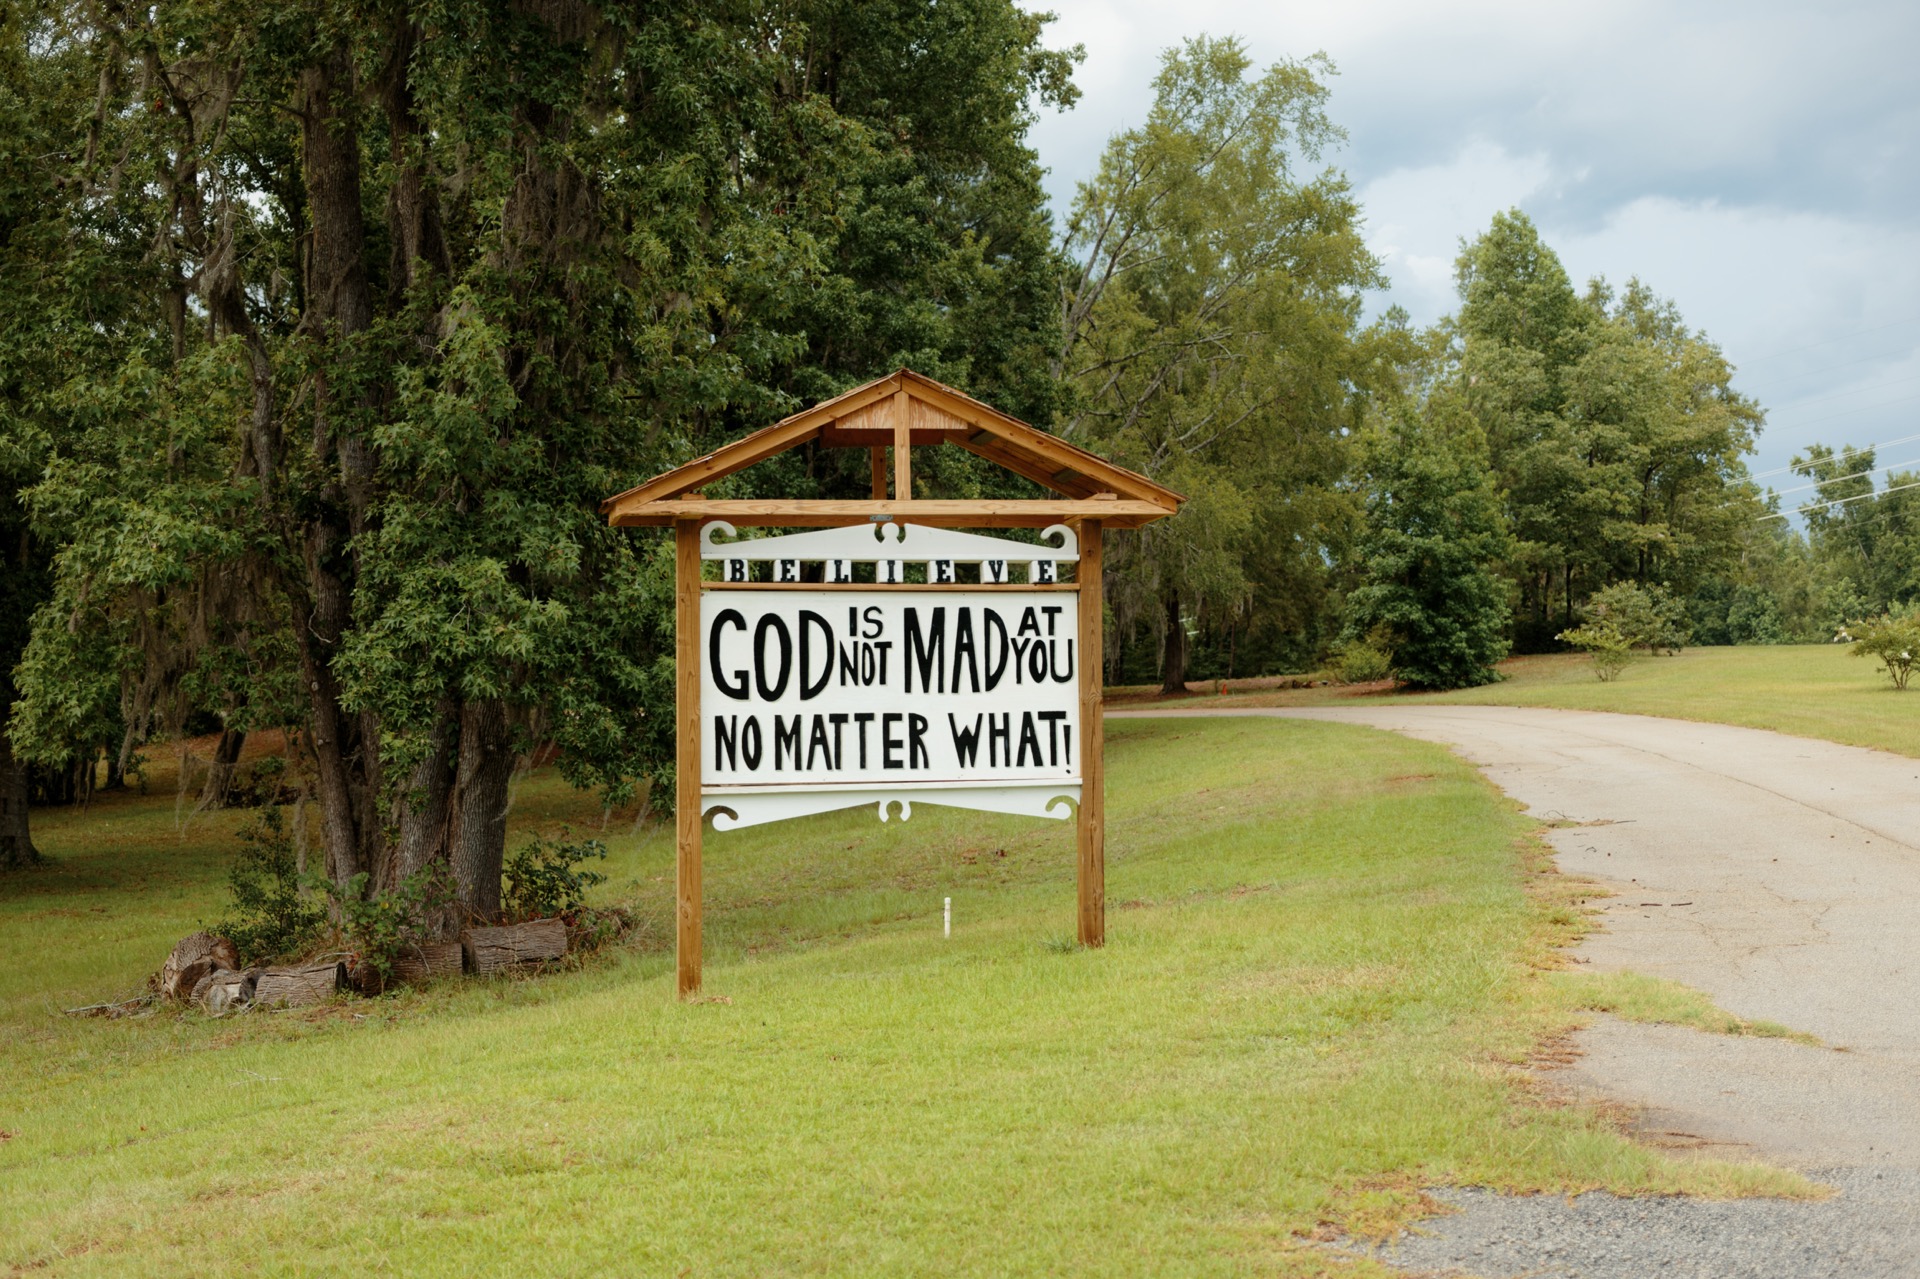 BELIEVE
GOD IS NOT MAD AT YOU
NO MATTER WHAT!